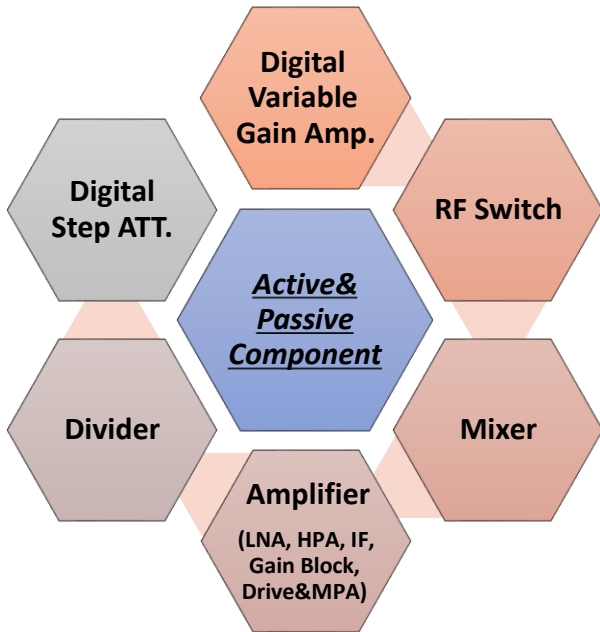 Digital
Variable
Gain Amp.
Digital
Step ATT.
RF Switch
Active&
Passive
Component
Divider
Mixer
Amplifier
(LNA, HPA, IF,
Gain Block,
Drive&MPA)